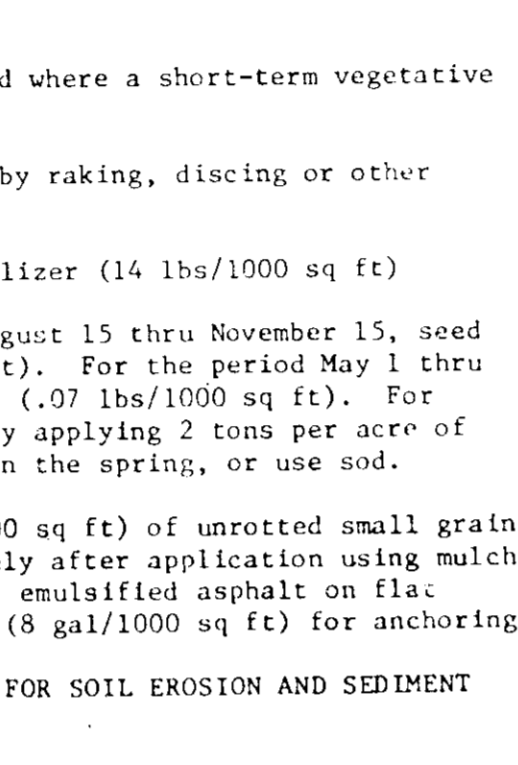 d where a short-term vegetative
by raking, discing or other
lizer (14 lbs/1000 sq ft)
gust 15 thru November 15, seed
t). For the period May 1 thru
(.07 lbs/1000 sq ft). For
y applying 2 tons per acre of
n the spring, or use sod.
00 sq ft) of unrotted small grain
ely after application using mulch
emulsified asphalt on flat
(8 gal/1000 sq ft) for anchoring
FOR SOIL EROSION AND SEDIMENT